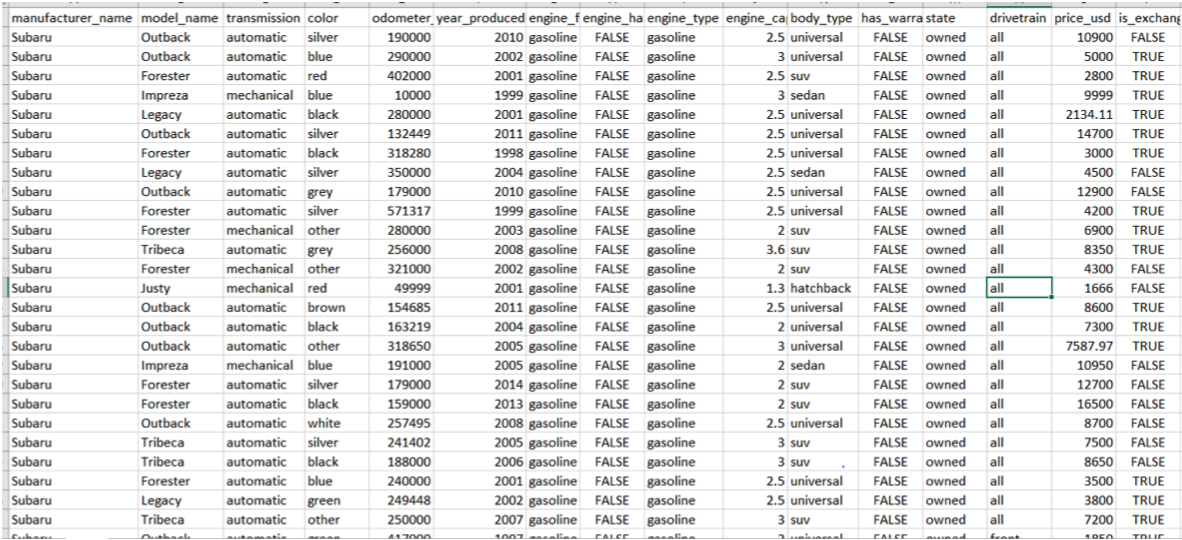 manufacturer_name model_name transmission color odometer_ year_produced engine_f engine_ha engine_type engine_ca body_type has_warra state drivetrain price_usd is_exchang
Subaru Outback automatic silver 190000 2010 gasoline FALSE gasoline 2.5 universal FALSE owned all 10900 FALSE
Subaru Outback automatic blue 290000 2002 gasoline FALSE gasoline 3 universal FALSE owned all 5000 TRUE
Subaru Forester automatic red 402000 2001 gasoline FALSE gasoline 2.5 suv FALSE owned all 2800 TRUE
Subaru Impreza mechanical blue 10000 1999 gasoline FALSE gasoline 3 sedan FALSE owned all 9999 TRUE
Subaru Legacy automatic black 280000 2001 gasoline FALSE gasoline 2.5 universal FALSE owned all 2134.11 TRUE
Subaru Outback automatic silver 132449 2011 gasoline FALSE gasoline 2.5 universal FALSE owned all 14700 TRUE
Subaru Forester automatic black 318280 1998 gasoline FALSE gasoline 2.5 universal FALSE owned all 3000 TRUE
Subaru Legacy automatic silver 350000 2004 gasoline FALSE gasoline 2.5 sedan FALSE owned all 4500 FALSE
Subaru Outback automatic grey 179000 2010 gasoline FALSE gasoline 2.5 universal FALSE owned all 12900 FALSE
Subaru Forester automatic silver 571317 1999 gasoline FALSE gasoline 2.5 universal FALSE owned all 4200 TRUE
Subaru Forester mechanical other 280000 2003 gasoline FALSE gasoline 2 suv FALSE owned all 6900 TRUE
Subaru Tribeca automatic grey 256000 2008 gasoline FALSE gasoline 3.6 suv FALSE owned all 8350 TRUE
Subaru Forester mechanical other 321000 2002 gasoline FALSE gasoline 2 suv FALSE owned all 4300 FALSE
Subaru Justy mechanical red 49999 2001 gasoline FALSE gasoline 1.3 hatchback FALSE owned all 1666 FALSE
Subaru Outback automatic brown 154685 2011 gasoline FALSE gasoline 2.5 universal FALSE owned all 8600 TRUE
Subaru Outback automatic black 163219 2004 gasoline FALSE gasoline 2 universal FALSE owned all 7300 TRUE
Subaru Outback automatic other 318650 2005 gasoline FALSE gasoline 3 universal FALSE owned all 7587.97 TRUE
Subaru Impreza mechanical blue 191000 2005 gasoline FALSE gasoline 2 sedan FALSE owned all 10950 FALSE
Subaru Forester automatic silver 179000 2014 gasoline FALSE gasoline 2 suv FALSE owned all 12700 FALSE
Subaru Forester automatic black 159000 2013 gasoline FALSE gasoline 2 suv FALSE owned all 16500 FALSE
Subaru Outback automatic white 257495 2008 gasoline FALSE gasoline 2.5 universal FALSE owned all 8700 FALSE
Subaru Tribeca automatic silver 241402 2005 gasoline FALSE gasoline 3 suv FALSE owned all 7500 FALSE
Subaru Tribeca automatic black 188000 2006 gasoline FALSE gasoline 3 suv FALSE owned all 8650 FALSE
Subaru Forester automatic blue 240000 2001 gasoline FALSE gasoline 2.5 universal FALSE owned all 3500 TRUE
Subaru Legacy automatic green 249448 2002 gasoline FALSE gasoline 2.5 universal FALSE owned all 3800 TRUE
Subaru Tribeca automatic other 250000 2007 gasoline FALSE gasoline 3 suv FALSE owned all 7200 TRUE